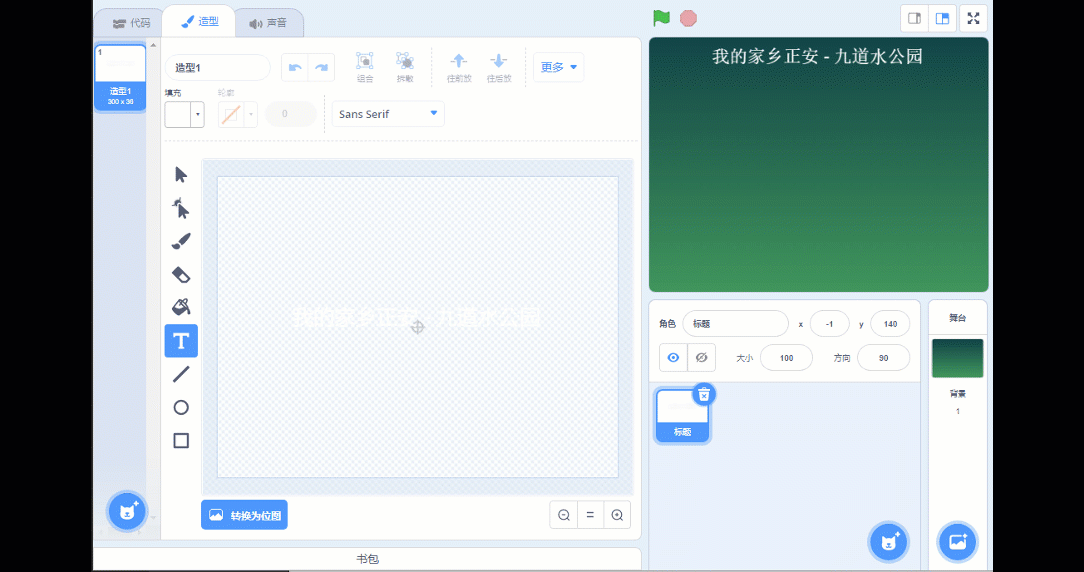 代码
造型
声音
1
造型1
300 x 36
造型1
组合
拆散
往前放
往后放
更多
填充
轮廓
0
Sans Serif
我的家乡正安 - 九道水公园
T
转换为位图
书包
我的家乡正安 - 九道水公园
角色
标题
x
-1
y
140
大小
100
方向
90
标题
舞台
背景
1